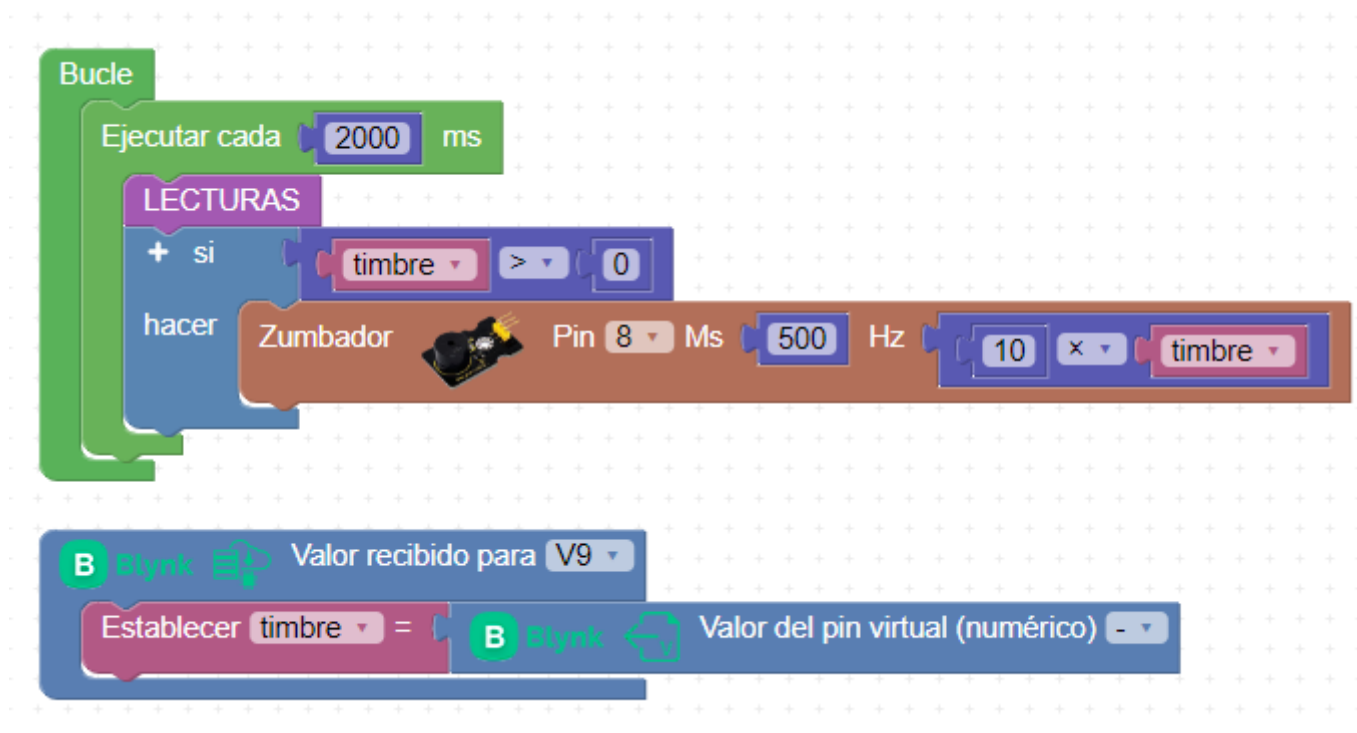 Bucle
Ejecutar cada 2000 ms
LECTURAS
+ si timbre > 0
hacer Zumbador Pin 8 Ms 500 Hz 10 × timbre
B Blynk Valor recibido para V9
Establecer timbre = B Blynk V Valor del pin virtual (numérico) -